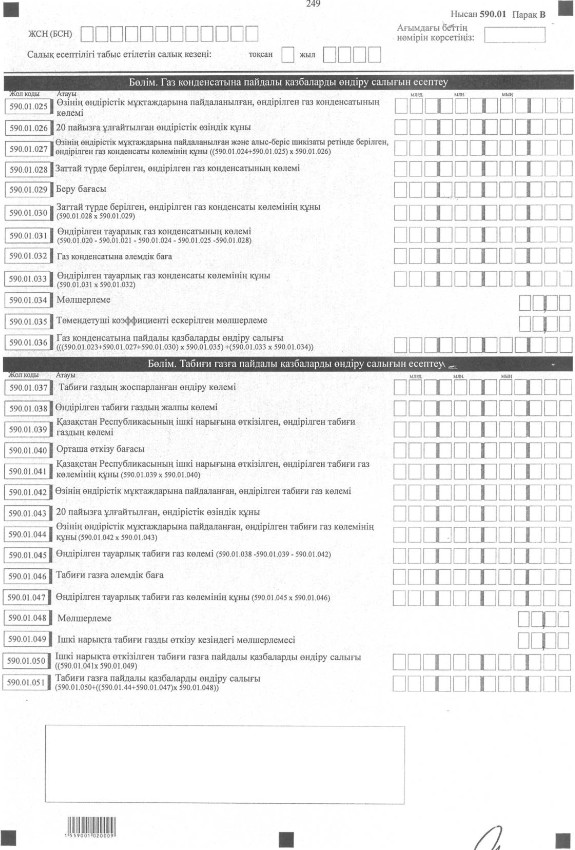 249
Нысан 590.01 Парак B
ЖСН (БСН)
Ағымдағы беттің
нөмірін көрсетіңіз:
Салық есептілігі табыс етілетін салық кезеңі: тоқсан жыл
Бөлім. Газ конденсатына пайдалы қазбаларды өндіру салығын есептеу
Жол коды Атауы млрд. млн. мың
590.01.025 Өзінің өндірістік мұқтаждарына пайдаланылған, өндірілген газ конденсатының
көлемі
590.01.026 20 пайызға ұлғайтылған өндірістік өзіндік құны
590.01.027 Өзінің өндірістік мұқтаждарына пайдаланылған және алыс-беріс шикізаты ретінде берілген,
өндірілген газ конденсаты көлемінің құны ((590.01.024+590.01.025) x 590.01.026)
590.01.028 Заттай түрде берілген, өндірілген газ конденсатының көлемі
590.01.029 Беру бағасы
590.01.030 Заттай түрде берілген, өндірілген газ конденсаты көлемінің құны
(590.01.028 x 590.01.029)
590.01.031 Өндірілген тауарлық газ конденсатының көлемі
(590.01.020 - 590.01.021 - 590.01.024 - 590.01.025 -590.01.028)
590.01.032 Газ конденсатына әлемдік баға
590.01.033 Өндірілген тауарлық газ конденсаты көлемінің құны
(590.01.031 x 590.01.032)
590.01.034 Мөлшерлеме
590.01.035 Төмендетуші коэффициенті ескерілген мөлшерлеме
590.01.036 Газ конденсатына пайдалы қазбаларды өндіру салығы
(((590.01.023+590.01.027+590.01.030) x 590.01.035) +(590.01.033 x 590.01.034))
Бөлім. Табиғи газға пайдалы қазбаларды өндіру салығын есептеу
Жол коды Атауы млрд. млн. мың
590.01.037 Табиғи газдың жоспарланған өндіру көлемі
590.01.038 Өндірілген табиғи газдың жалпы көлемі
590.01.039 Қазақстан Республикасының ішкі нарығына өткізілген, өндірілген табиғи
газдың көлемі
590.01.040 Орташа өткізу бағасы
590.01.041 Қазақстан Республикасының ішкі нарығына өткізілген, өндірілген табиғи газ
көлемінің құны (590.01.039 x 590.01.040)
590.01.042 Өзінің өндірістік мұқтаждарына пайдаланған, өндірілген табиғи газ көлемі
590.01.043 20 пайызға ұлғайтылған, өндірістік өзіндік құны
590.01.044 Өзінің өндірістік мұқтаждарына пайдаланған, өндірілген табиғи газ көлемінің
құны (590.01.042 x 590.01.043)
590.01.045 Өндірілген тауарлық табиғи газ көлемі (590.01.038 -590.01.039 - 590.01.042)
590.01.046 Табиғи газға әлемдік баға
590.01.047 Өндірілген тауарлық табиғи газ көлемінің құны (590.01.045 x 590.01.046)
590.01.048 Мөлшерлеме
590.01.049 Ішкі нарықта табиғи газды өткізу кезіндегі мөлшерлемесі
590.01.050 Ішкі нарықта өткізілген табиғи газға пайдалы қазбаларды өндіру салығы
((590.01.041x 590.01.049)
590.01.051 Табиғи газға пайдалы қазбаларды өндіру салығы
(590.01.050+((590.01.44+590.01.047)x 590.01.048))